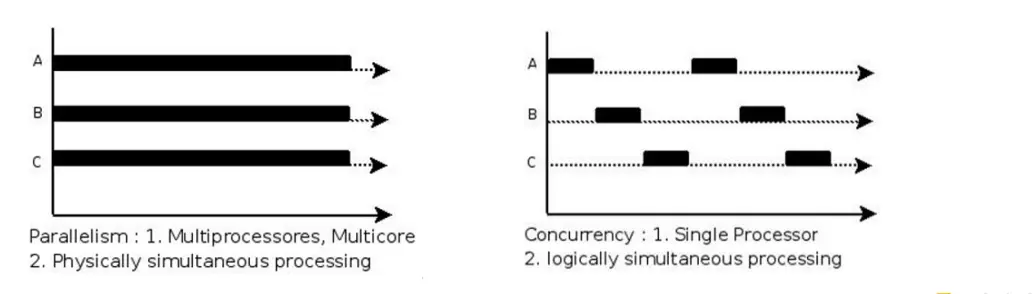 A
B
C
Parallelism : 1. Multiprocessores, Multicore
2. Physically simultaneous processing
A
B
C
Concurrency : 1. Single Processor
2. logically simultaneous processing